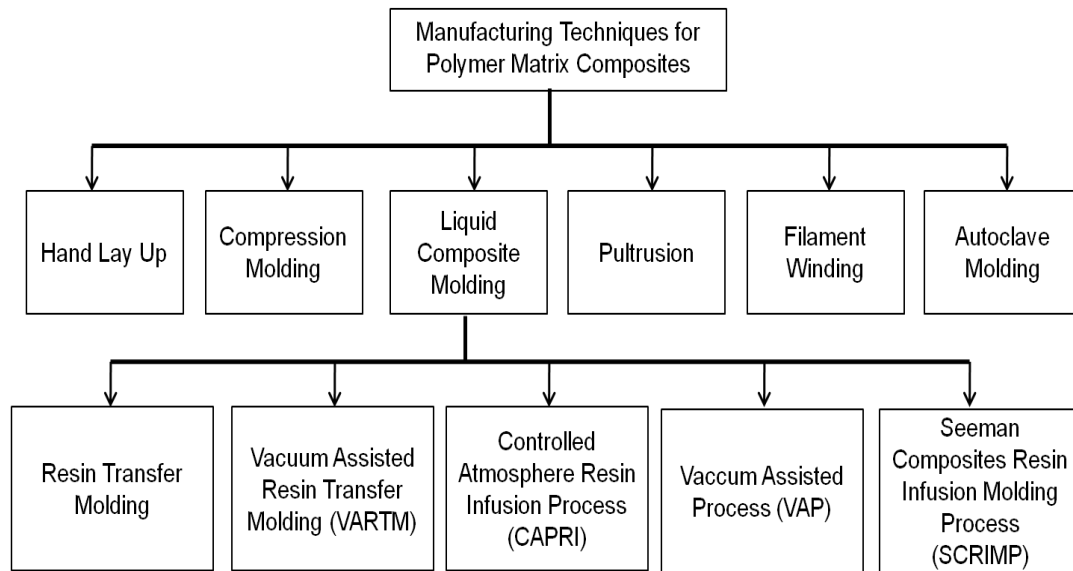 Manufacturing Techniques for
Polymer Matrix Composites
Hand Lay Up
Compression
Molding
Liquid
Composite
Molding
Pultrusion
Filament
Winding
Autoclave
Molding
Resin Transfer
Molding
Vacuum Assisted
Resin Transfer
Molding (VARTM)
Controlled
Atmosphere Resin
Infusion Process
(CAPRI)
Vaccum Assisted
Process (VAP)
Seeman
Composites Resin
Infusion Molding
Process
(SCRIMP)